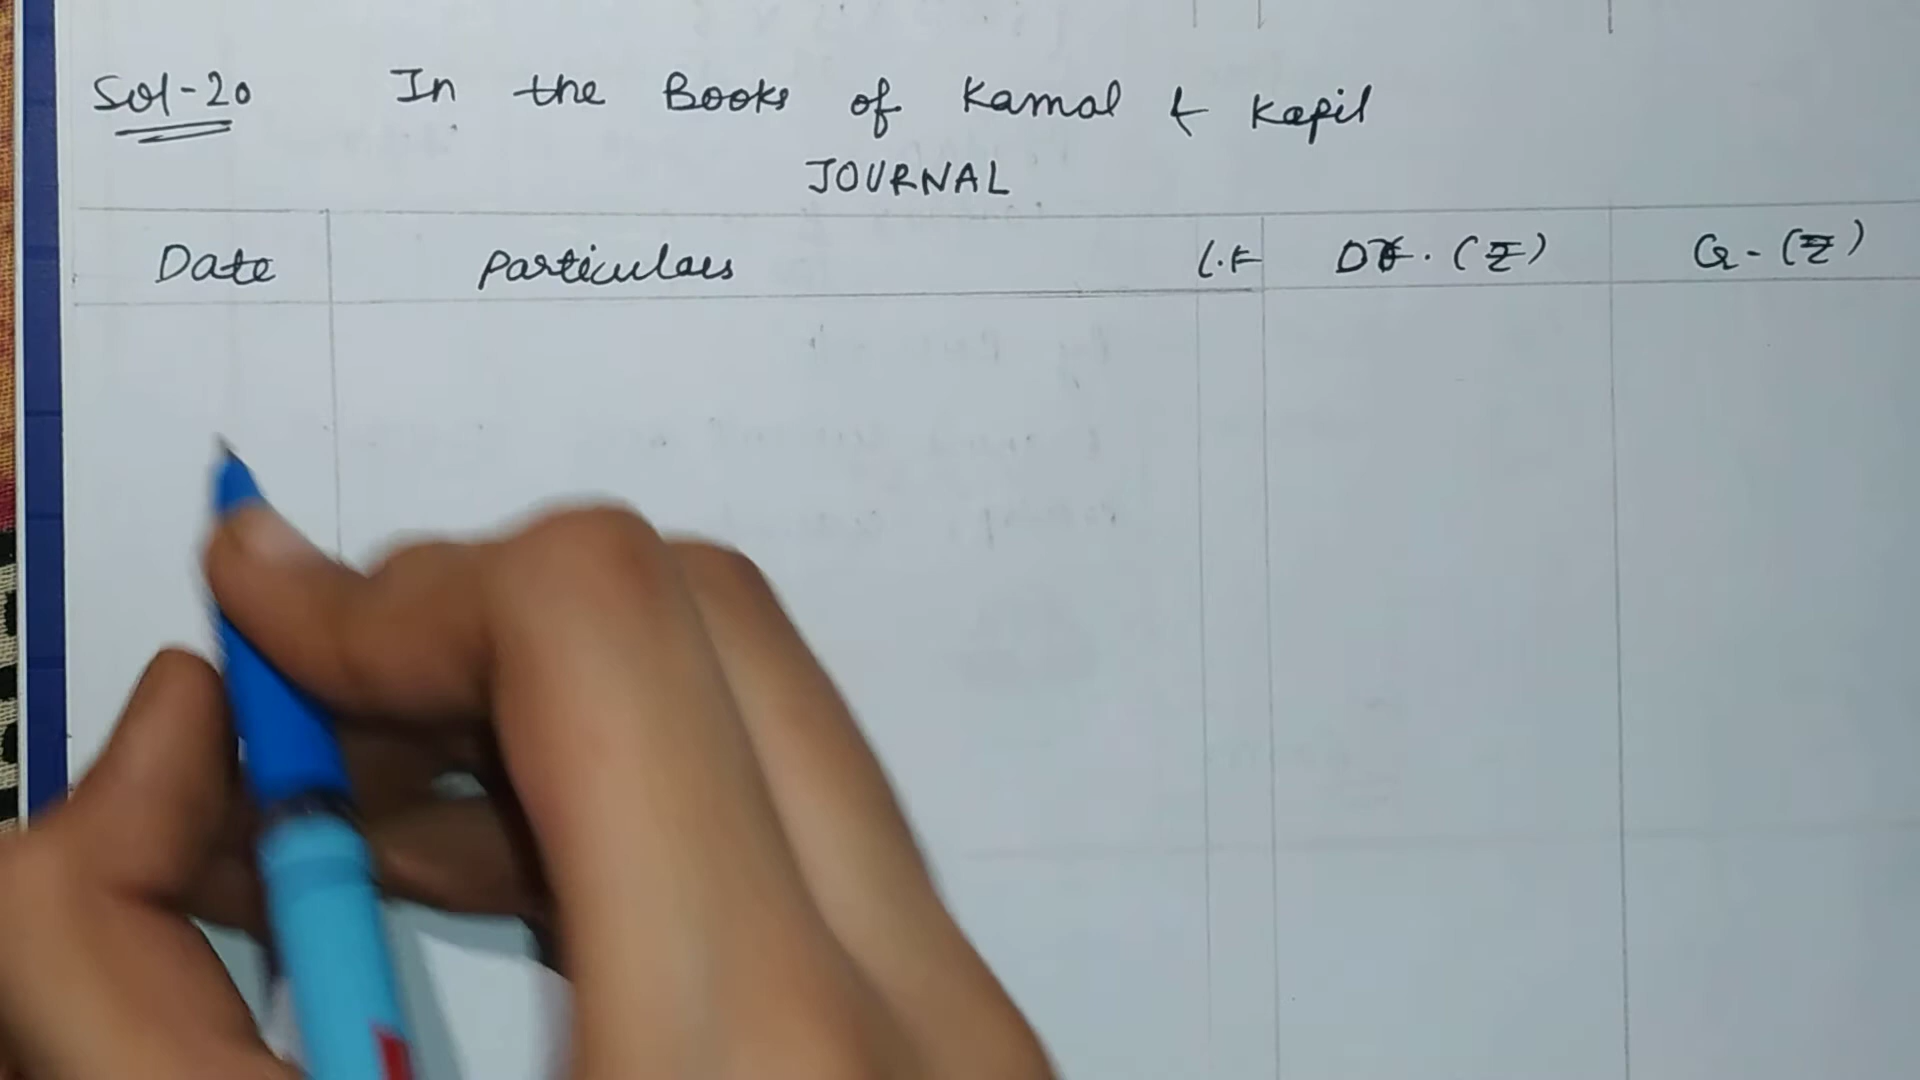 Sol-20 In the Books of Kamal & Kapil
JOURNAL
Date Particulars L.F Dr. (₹) Cr. (₹)